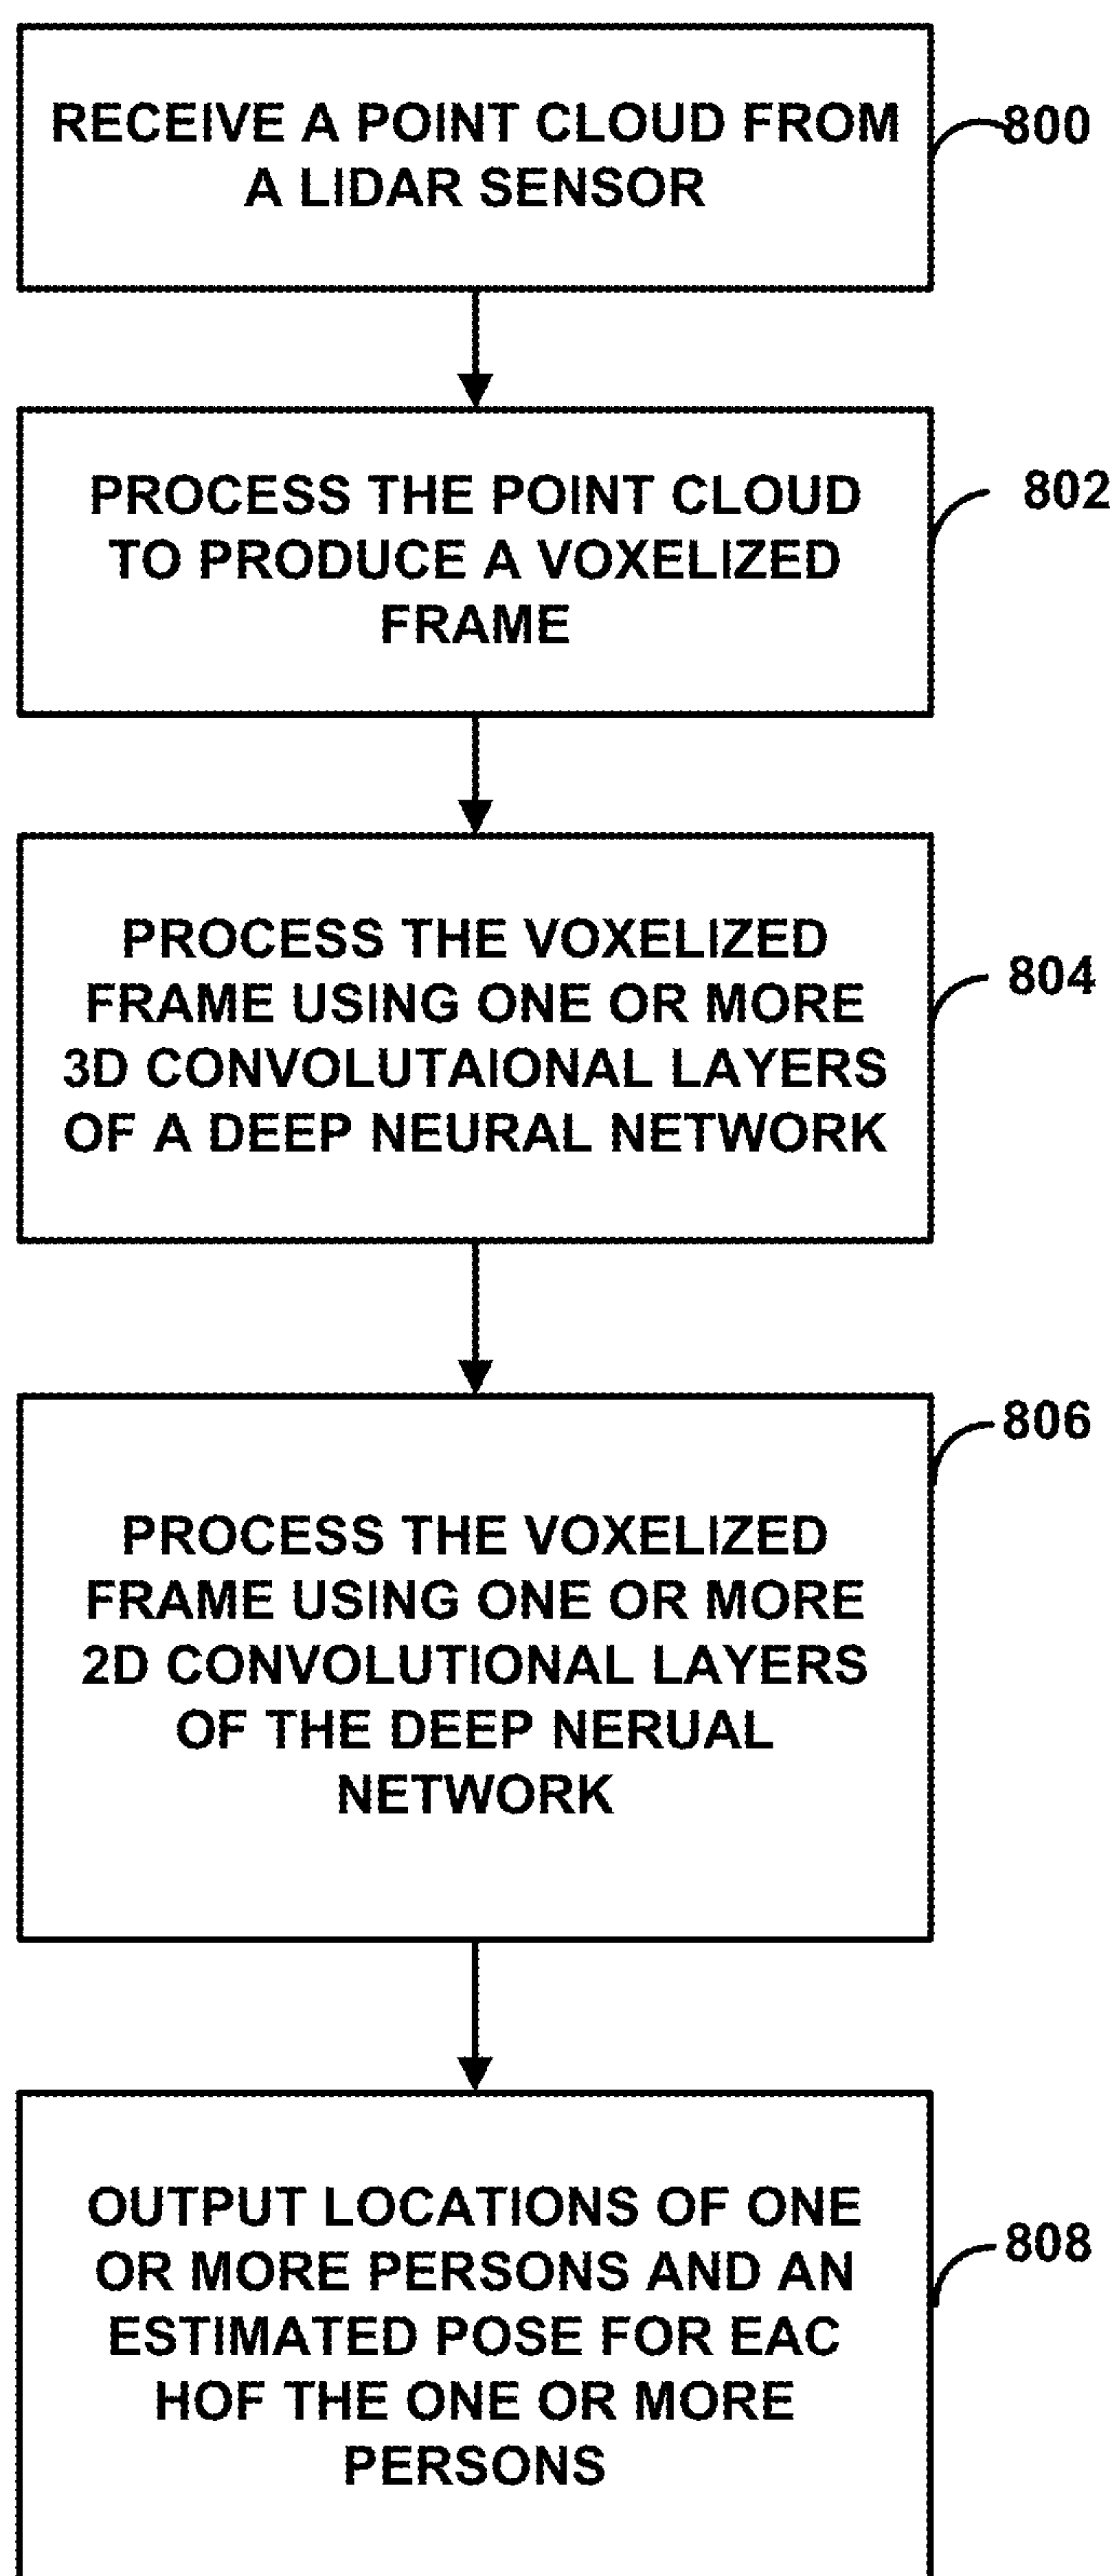 RECEIVE A POINT CLOUD FROM
A LIDAR SENSOR
800
PROCESS THE POINT CLOUD
TO PRODUCE A VOXELIZED
FRAME
802
PROCESS THE VOXELIZED
FRAME USING ONE OR MORE
3D CONVOLUTAIONAL LAYERS
OF A DEEP NEURAL NETWORK
804
PROCESS THE VOXELIZED
FRAME USING ONE OR MORE
2D CONVOLUTIONAL LAYERS
OF THE DEEP NERUAL
NETWORK
806
OUTPUT LOCATIONS OF ONE
OR MORE PERSONS AND AN
ESTIMATED POSE FOR EAC
HOF THE ONE OR MORE
PERSONS
808